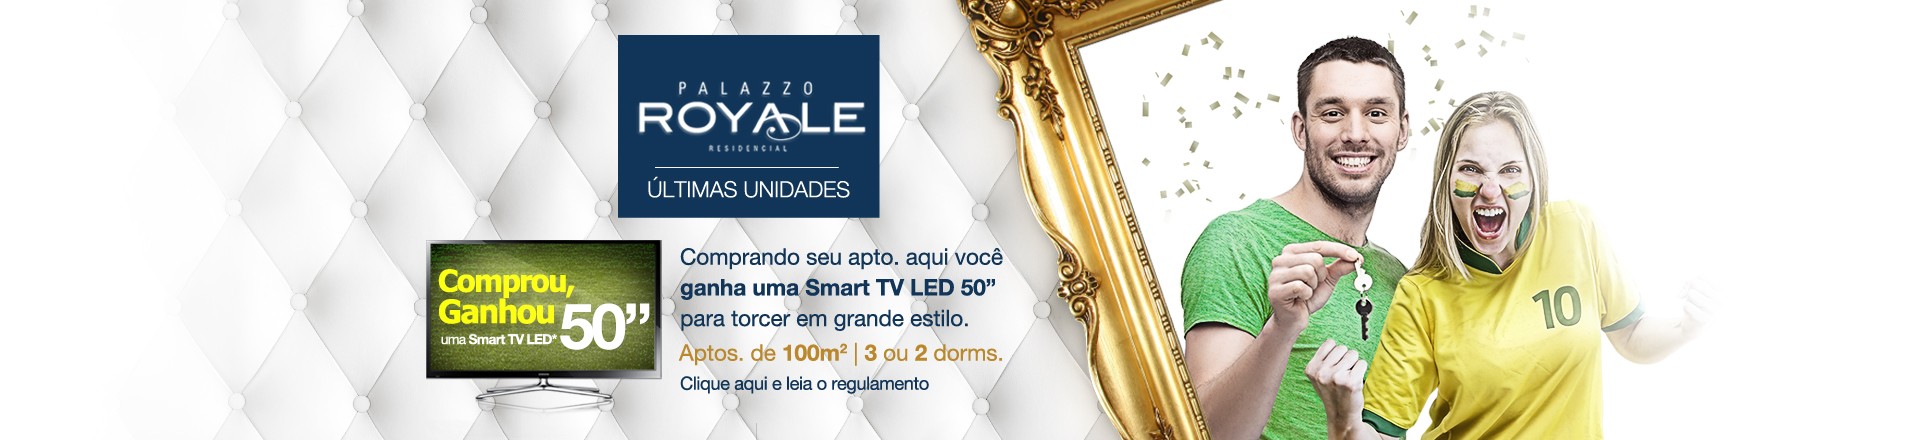 PALAZZO
ROYALE
RESIDENCIAL
ÚLTIMAS UNIDADES
Comprou,
Ganhou
uma Smart TV LED*
50”
Comprando seu apto. aqui você
ganha uma Smart TV LED 50”
para torcer em grande estilo.
Aptos. de 100m² | 3 ou 2 dorms.
Clique aqui e leia o regulamento
10